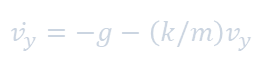 v̇_y = −g − (k/m)v_y